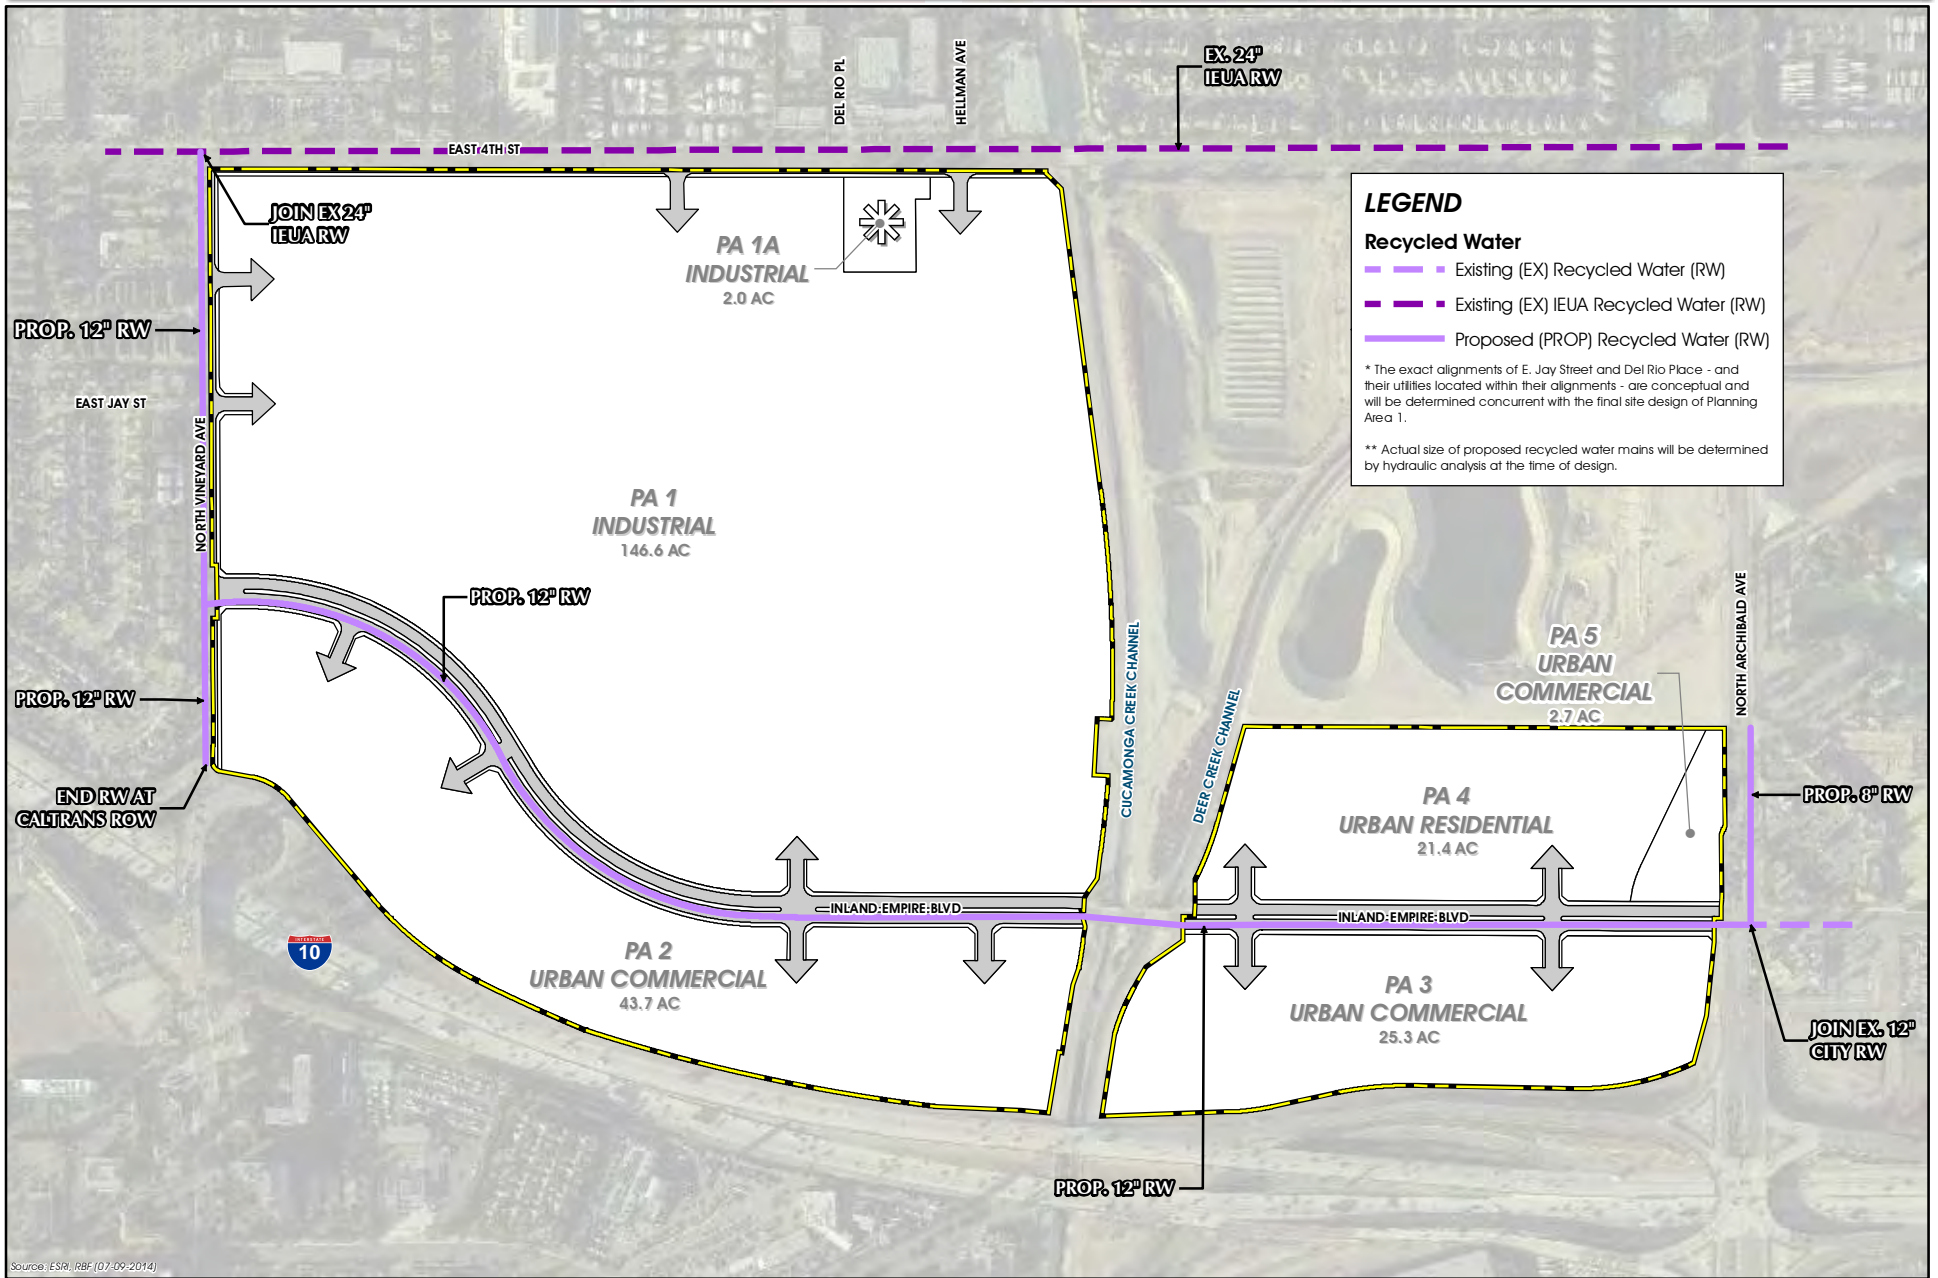 EX. 24"
IEUA RW
DEL RIO PL
HELLMAN AVE
EAST 4TH ST
JOIN EX 24"
IEUA RW
PA 1A
INDUSTRIAL
2.0 AC
LEGEND
Recycled Water
Existing (EX) Recycled Water (RW)
Existing (EX) IEUA Recycled Water (RW)
Proposed (PROP) Recycled Water (RW)
* The exact alignments of E. Jay Street and Del Rio Place - and
their utilities located within their alignments - are conceptual and
will be determined concurrent with the final site design of Planning
Area 1.
** Actual size of proposed recycled water mains will be determined
by hydraulic analysis at the time of design.
PROP. 12" RW
EAST JAY ST
NORTH VINEYARD AVE
PA 1
INDUSTRIAL
146.6 AC
PROP. 12" RW
PROP. 12" RW
END RW AT
CALTRANS ROW
CUCAMONGA CREEK CHANNEL
DEER CREEK CHANNEL
PA 5
URBAN
COMMERCIAL
2.7 AC
NORTH ARCHIBALD AVE
PA 4
URBAN RESIDENTIAL
21.4 AC
PROP. 8" RW
INLAND EMPIRE BLVD
INLAND EMPIRE BLVD
INTERSTATE
10
PA 2
URBAN COMMERCIAL
43.7 AC
PA 3
URBAN COMMERCIAL
25.3 AC
JOIN EX. 12"
CITY RW
PROP. 12" RW
Source: ESRI, RBF (07-09-2014)